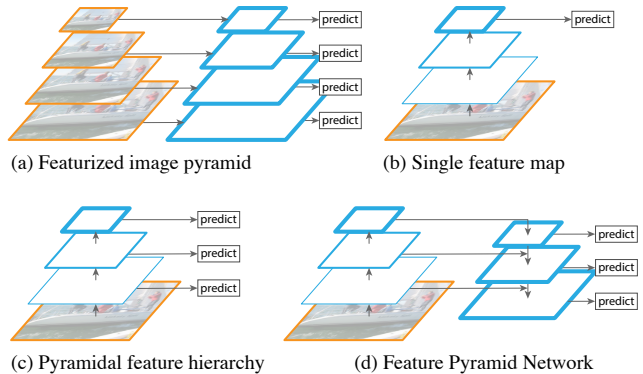 predict
predict
predict
predict
predict
(a) Featurized image pyramid
(b) Single feature map
predict
predict
predict
predict
predict
predict
(c) Pyramidal feature hierarchy
(d) Feature Pyramid Network